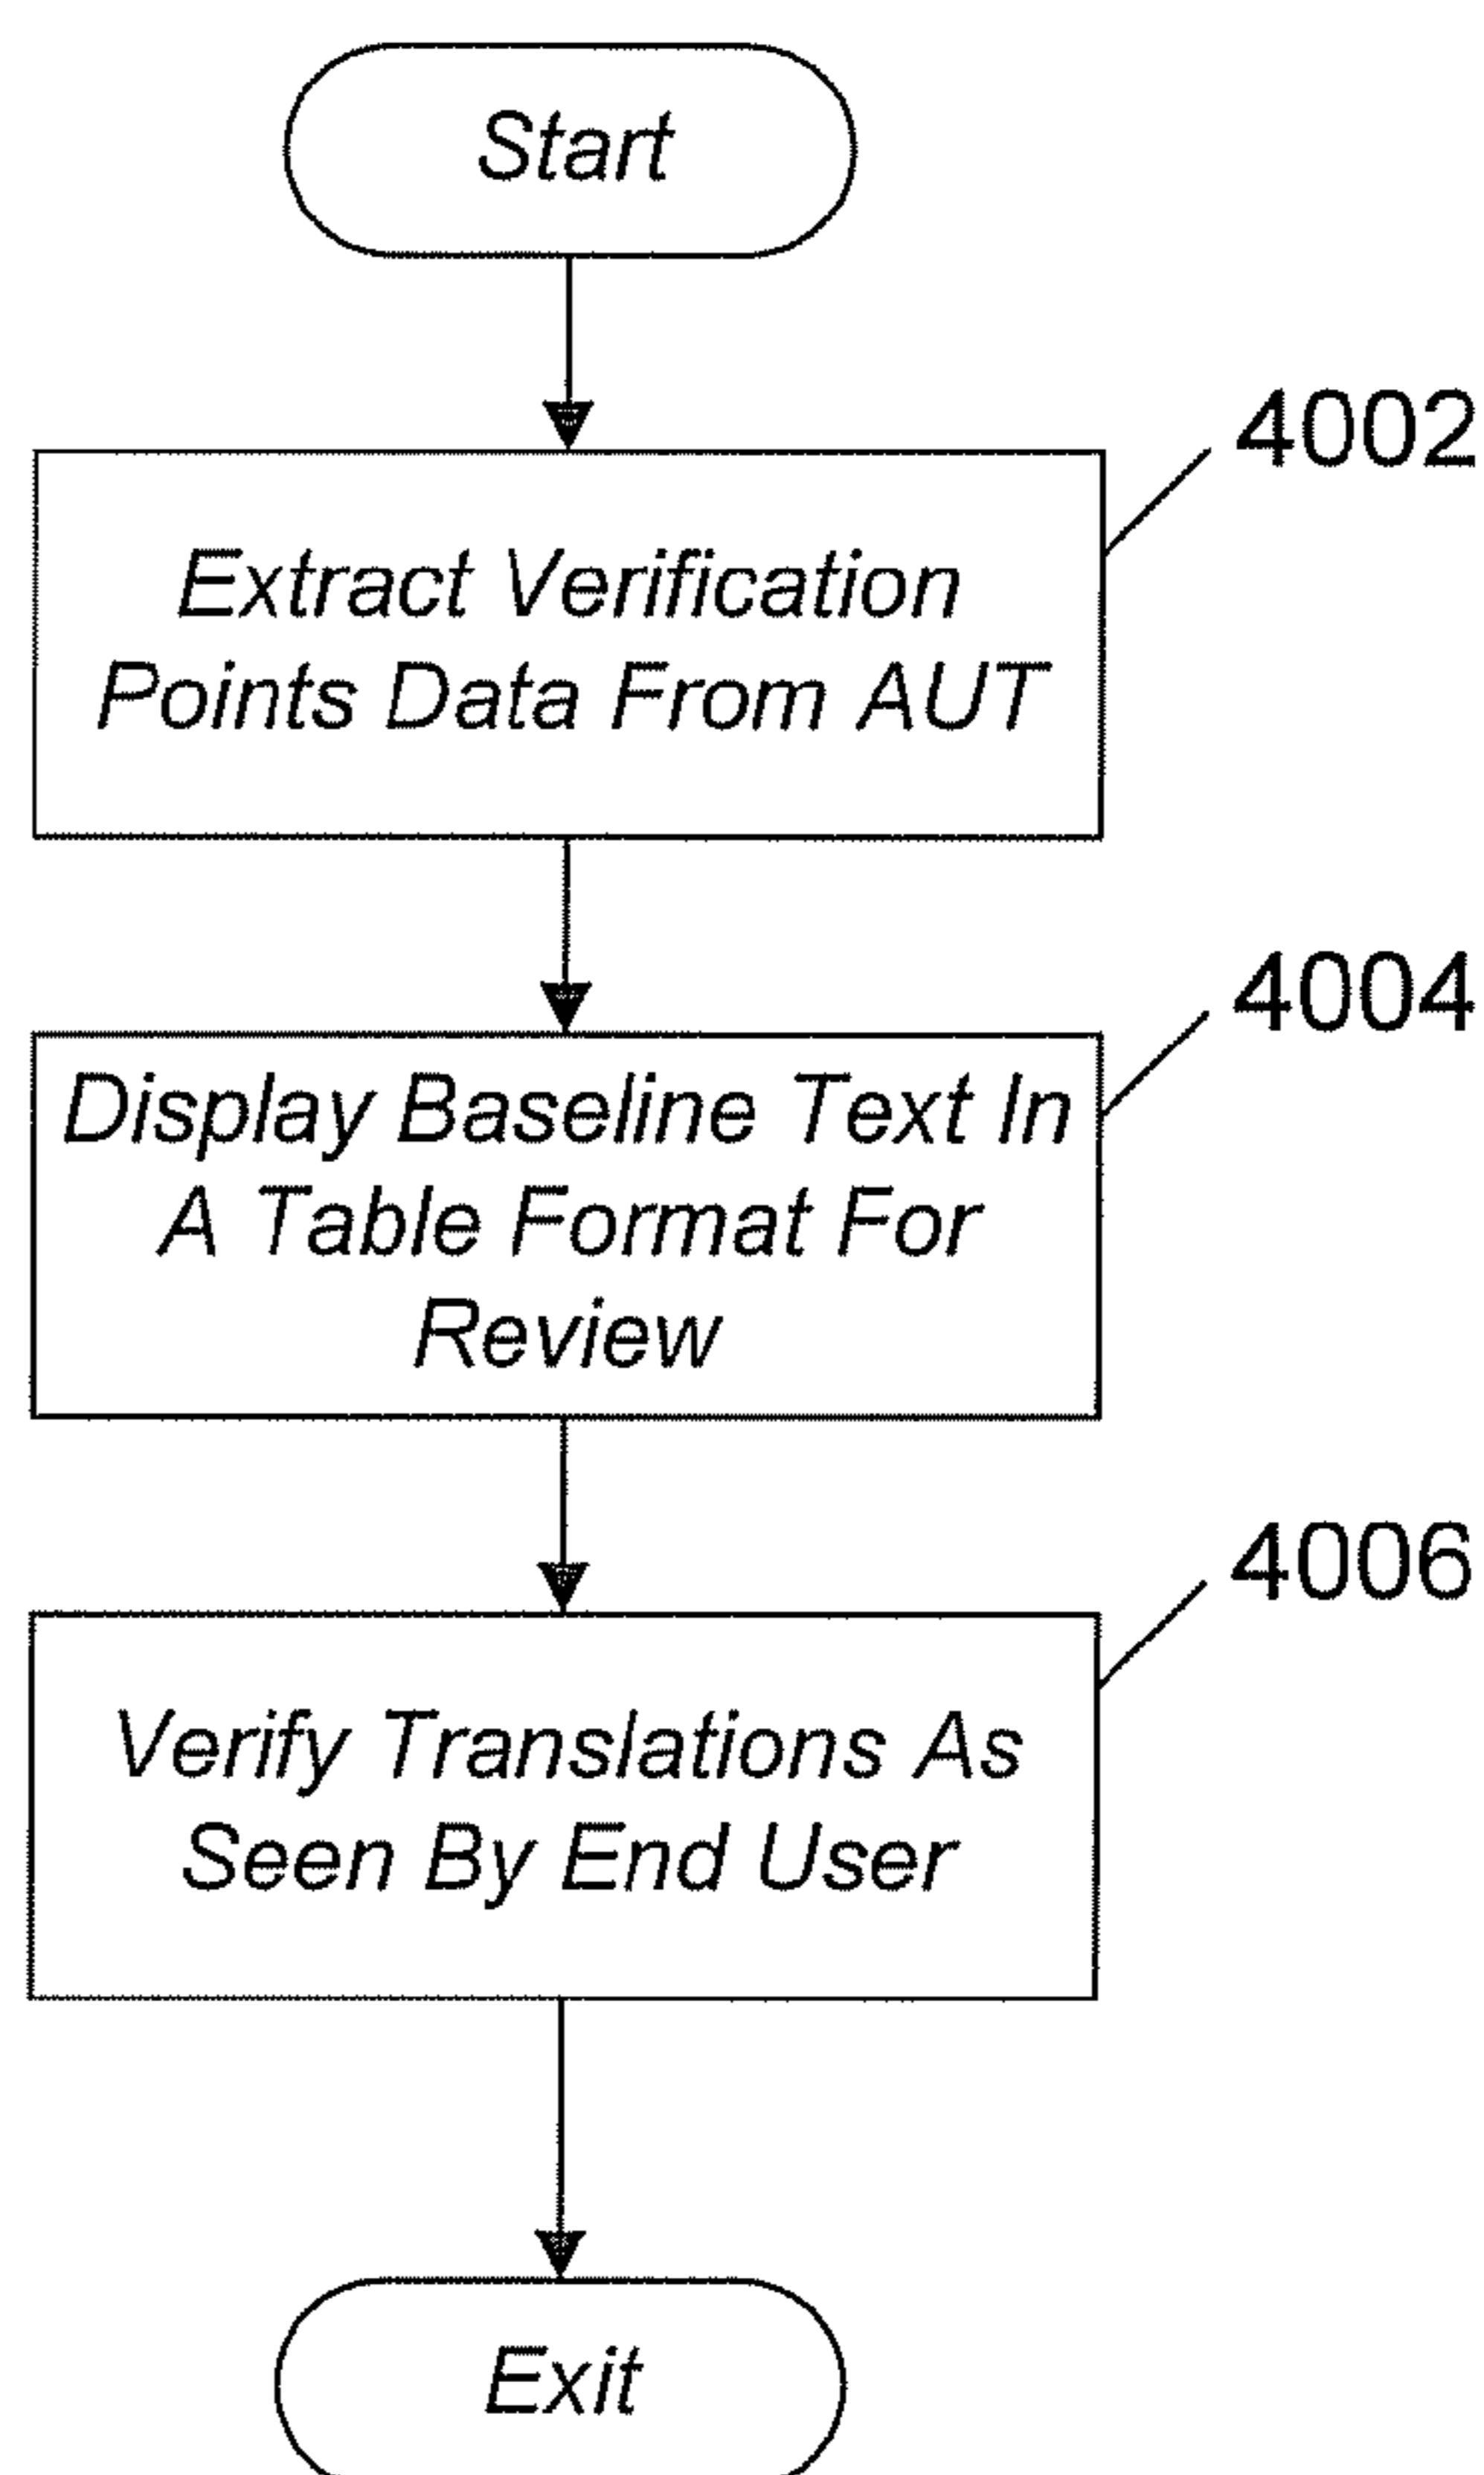 Start
4002
Extract Verification
Points Data From AUT
4004
Display Baseline Text In
A Table Format For
Review
4006
Verify Translations As
Seen By End User
Exit